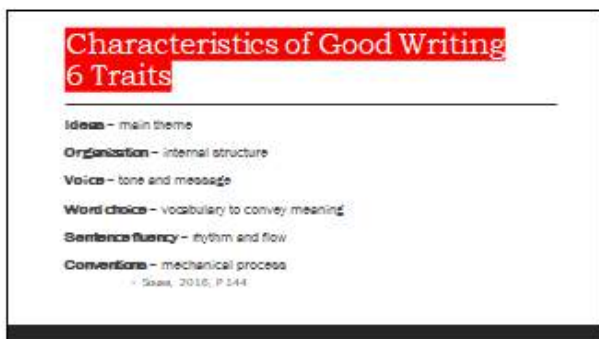 Characteristics of Good Writing
6 Traits
Ideas – main theme
Organization – internal structure
Voice – tone and message
Word choice – vocabulary to convey meaning
Sentence fluency – rhythm and flow
Conventions – mechanical process
- Sousa, 2016, P 144